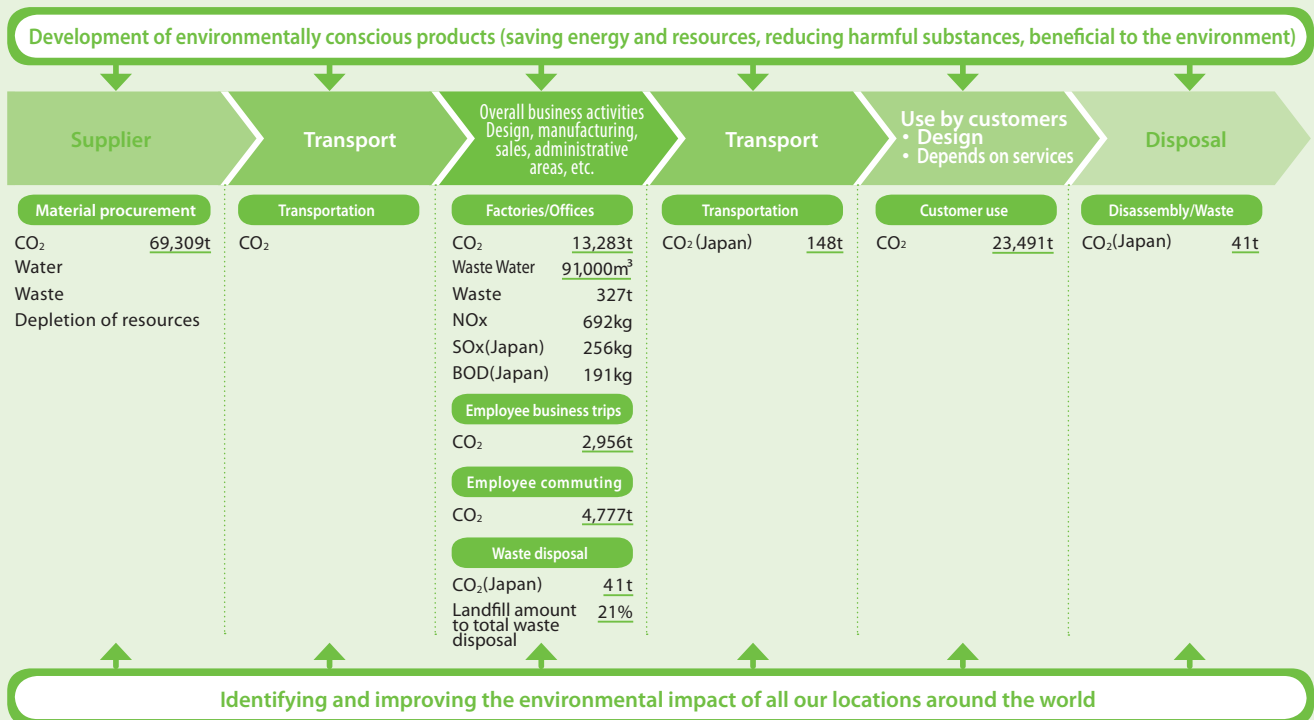 Development of environmentally conscious products (saving energy and resources, reducing harmful substances, beneficial to the environment)
Supplier
Transport
Overall business activities
Design, manufacturing,
sales, administrative
areas, etc.
Transport
Use by customers
• Design
• Depends on services
Disposal
Material procurement
CO₂ 69,309t
Water
Waste
Depletion of resources
Transportation
CO₂
Factories/Offices
CO₂ 13,283t
Waste Water 91,000m³
Waste 327t
NOx 692kg
SOx(Japan) 256kg
BOD(Japan) 191kg
Employee business trips
CO₂ 2,956t
Employee commuting
CO₂ 4,777t
Waste disposal
CO₂(Japan) 41t
Landfill amount 21%
to total waste
disposal
Transportation
CO₂ (Japan) 148t
Customer use
CO₂ 23,491t
Disassembly/Waste
CO₂(Japan) 41t
Identifying and improving the environmental impact of all our locations around the world